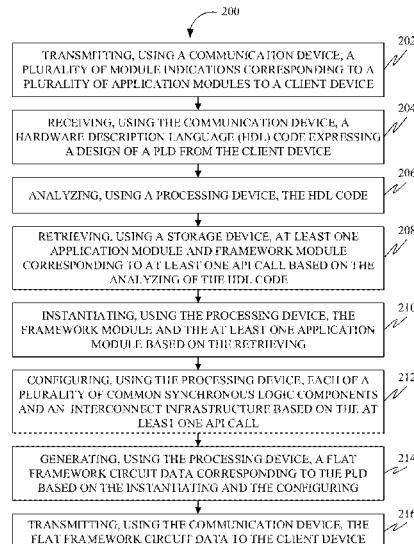 200
202
TRANSMITTING, USING A COMMUNICATION DEVICE, A
PLURALITY OF MODULE INDICATIONS CORRESPONDING TO A
PLURALITY OF APPLICATION MODULES TO A CLIENT DEVICE
204
RECEIVING, USING THE COMMUNICATION DEVICE, A
HARDWARE DESCRIPTION LANGUAGE (HDL) CODE EXPRESSING
A DESIGN OF A PLD FROM THE CLIENT DEVICE
206
ANALYZING, USING A PROCESSING DEVICE, THE HDL CODE
208
RETRIEVING, USING A STORAGE DEVICE, AT LEAST ONE
APPLICATION MODULE AND FRAMEWORK MODULE
CORRESPONDING TO AT LEAST ONE API CALL BASED ON THE
ANALYZING OF THE HDL CODE
210
INSTANTIATING, USING THE PROCESSING DEVICE, THE
FRAMEWORK MODULE AND THE AT LEAST ONE APPLICATION
MODULE BASED ON THE RETRIEVING
212
CONFIGURING, USING THE PROCESSING DEVICE, EACH OF A
PLURALITY OF COMMON SYNCHRONOUS LOGIC COMPONENTS
AND AN INTERCONNECT INFRASTRUCTURE BASED ON THE AT
LEAST ONE API CALL
214
GENERATING, USING THE PROCESSING DEVICE, A FLAT
FRAMEWORK CIRCUIT DATA CORRESPONDING TO THE PLD
BASED ON THE INSTANTIATING AND THE CONFIGURING
216
TRANSMITTING, USING THE COMMUNICATION DEVICE, THE
FLAT FRAMEWORK CIRCUIT DATA TO THE CLIENT DEVICE